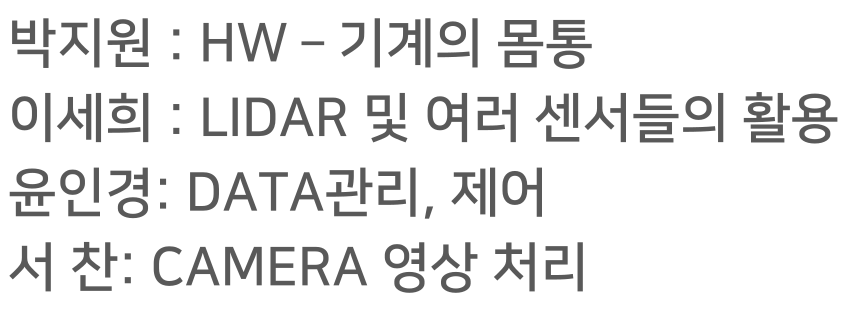 박지원 : HW – 기계의 몸통
이세희 : LIDAR 및 여러 센서들의 활용
윤인경: DATA관리, 제어
서 찬: CAMERA 영상 처리